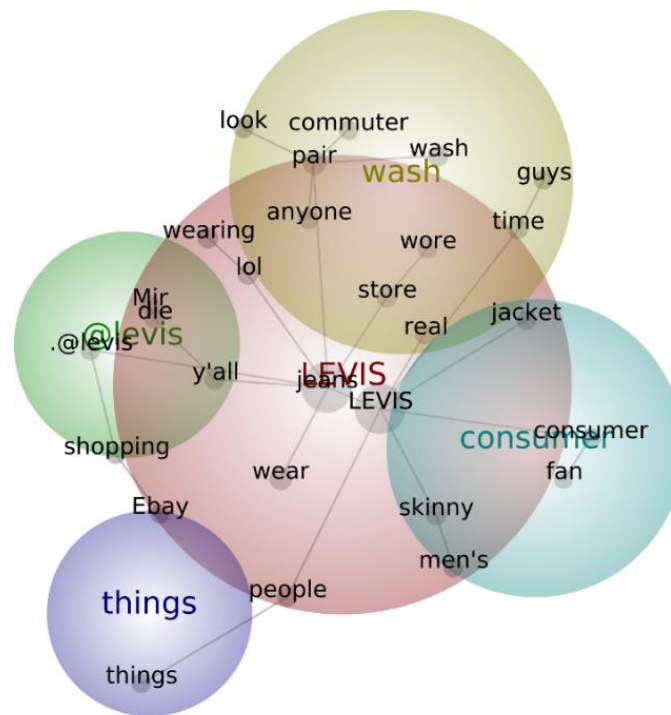 look
commuter
pair
wash
wash
guys
anyone
time
wearing
wore
lol
store
Mir
die
@levis
.@levis
real
jacket
y'all
LEVIS
jeans
LEVIS
consumer
consumer
shopping
wear
fan
Ebay
skinny
men's
people
things
things